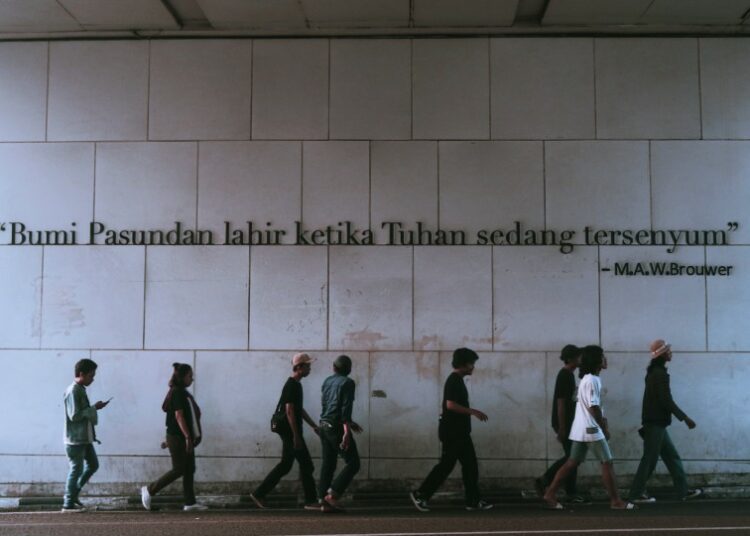 “Bumi Pasundan lahir ketika Tuhan sedang tersenyum”
– M.A.W.Brouwer